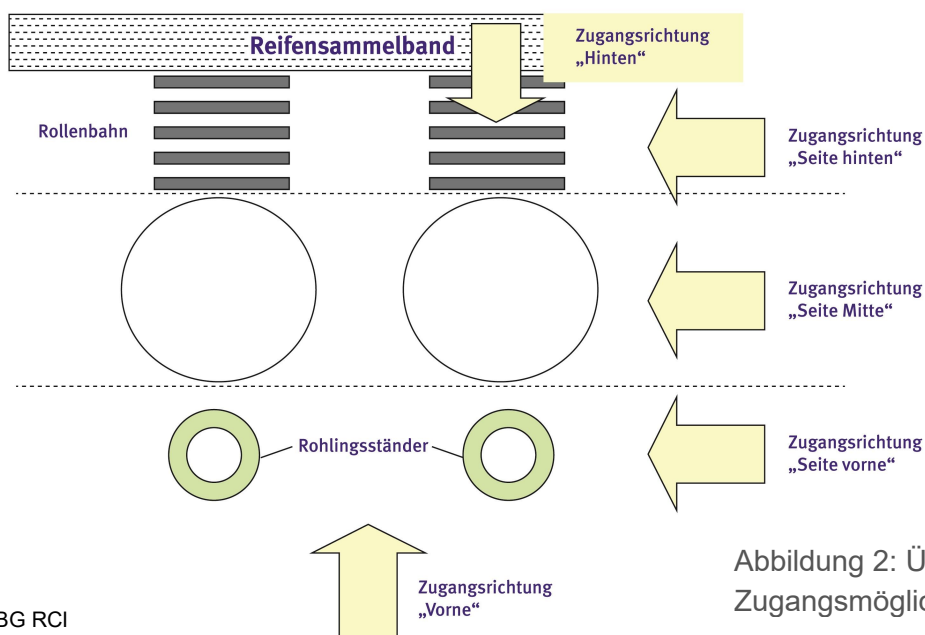 Reifensammelband
Zugangsrichtung
„Hinten“
Rollenbahn
Zugangsrichtung
„Seite hinten“
Zugangsrichtung
„Seite Mitte“
Rohlingsständer
Zugangsrichtung
„Seite vorne“
Zugangsrichtung
„Vorne“
Abbildung 2:
BG RCI